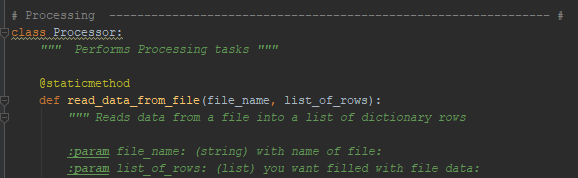 # Processing  --------------------------------------------------------------- #
class Processor:
    """  Performs Processing tasks """
    @staticmethod
    def read_data_from_file(file_name, list_of_rows):
        """ Reads data from a file into a list of dictionary rows
        :param file_name: (string) with name of file:
        :param list_of_rows: (list) you want filled with file data: